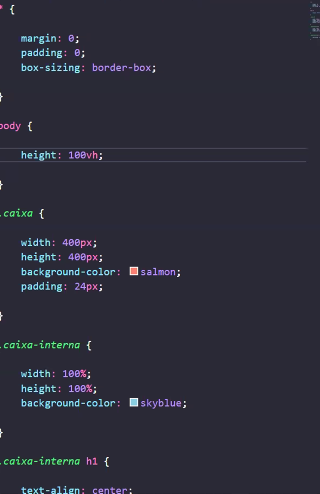 * {
margin: 0;
padding: 0;
box-sizing: border-box;
}
body {
height: 100vh;
}
.caixa {
width: 400px;
height: 400px;
background-color: salmon;
padding: 24px;
}
.caixa-interna {
width: 100%;
height: 100%;
background-color: skyblue;
}
.caixa-interna h1 {
text-align: center;